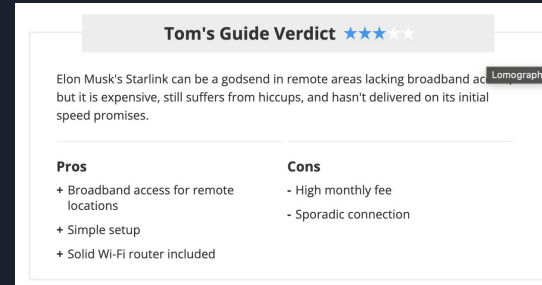 Tom's Guide Verdict
Elon Musk's Starlink can be a godsend in remote areas lacking broadband
Lomograph
but it is expensive, still suffers from hiccups, and hasn't delivered on its initial
speed promises.
Pros
+ Broadband access for remote
locations
+ Simple setup
+ Solid Wi-Fi router included
Cons
- High monthly fee
- Sporadic connection